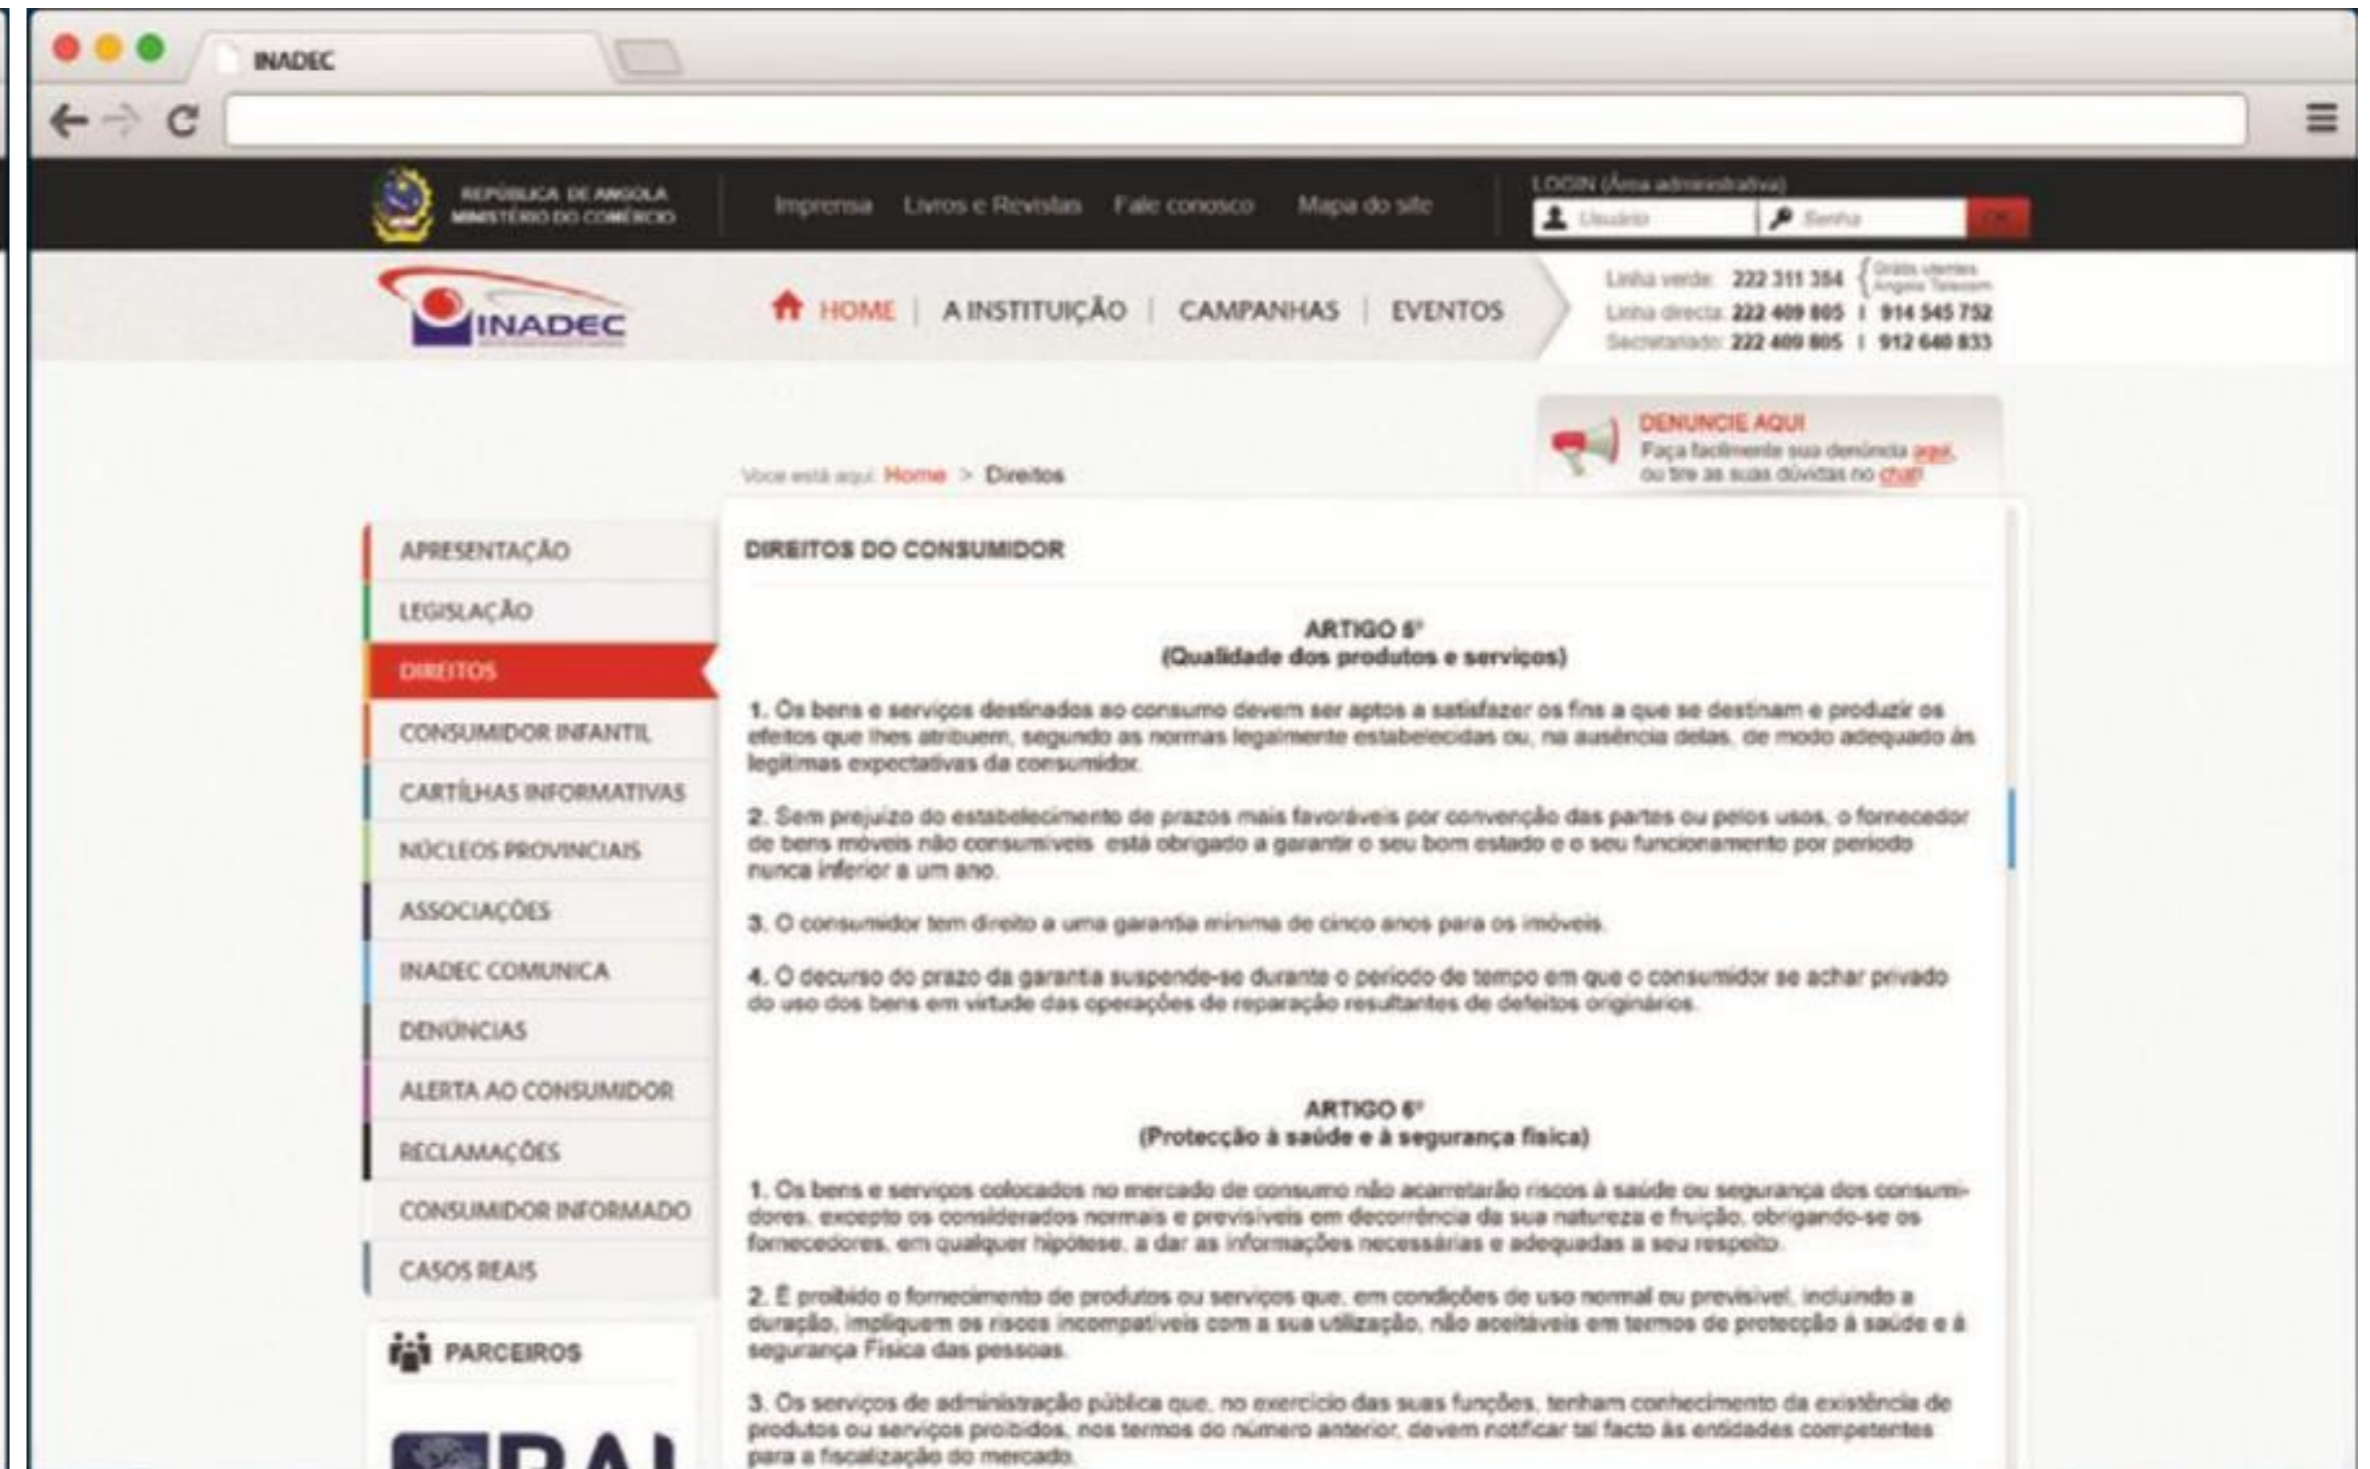 INADEC
REPÚBLICA DE ANGOLA
MINISTÉRIO DO COMÉRCIO
Imprensa Livros e Revistas Fale conosco Mapa do site
LOGIN (Área administrativa)
Usuário Senha OK
INADEC
HOME | A INSTITUIÇÃO | CAMPANHAS | EVENTOS
Linha verde: 222 311 354 Grátis utentes
Angola Telecom
Linha directa: 222 409 805 I 914 545 752
Secretariado: 222 409 805 I 912 640 833
DENUNCIE AQUI
Faça facilmente sua denúncia aqui,
ou tire as suas dúvidas no chat!
Voce está aqui: Home > Direitos
APRESENTAÇÃO
LEGISLAÇÃO
DIREITOS
CONSUMIDOR INFANTIL
CARTÍLHAS INFORMATIVAS
NÚCLEOS PROVINCIAIS
ASSOCIAÇÕES
INADEC COMUNICA
DENÚNCIAS
ALERTA AO CONSUMIDOR
RECLAMAÇÕES
CONSUMIDOR INFORMADO
CASOS REAIS
PARCEIROS
BAI
DIREITOS DO CONSUMIDOR
ARTIGO 5º
(Qualidade dos produtos e serviços)
1. Os bens e serviços destinados ao consumo devem ser aptos a satisfazer os fins a que se destinam e produzir os
efeitos que lhes atribuem, segundo as normas legalmente estabelecidas ou, na ausência delas, de modo adequado às
legítimas expectativas da consumidor.
2. Sem prejuízo do estabelecimento de prazos mais favoráveis por convenção das partes ou pelos usos, o fornecedor
de bens móveis não consumíveis está obrigado a garantir o seu bom estado e o seu funcionamento por período
nunca inferior a um ano.
3. O consumidor tem direito a uma garantia mínima de cinco anos para os imóveis.
4. O decurso do prazo da garantia suspende-se durante o período de tempo em que o consumidor se achar privado
do uso dos bens em virtude das operações de reparação resultantes de defeitos originários.
ARTIGO 6º
(Protecção à saúde e à segurança física)
1. Os bens e serviços colocados no mercado de consumo não acarretarão riscos à saúde ou segurança dos consumi-
dores, excepto os considerados normais e previsíveis em decorrência da sua natureza e fruição, obrigando-se os
fornecedores, em qualquer hipótese, a dar as informações necessárias e adequadas a seu respeito.
2. É proibido o fornecimento de produtos ou serviços que, em condições de uso normal ou previsível, incluindo a
duração, impliquem os riscos incompatíveis com a sua utilização, não aceitáveis em termos de protecção à saúde e à
segurança Física das pessoas.
3. Os serviços de administração pública que, no exercício das suas funções, tenham conhecimento da existência de
produtos ou serviços proibidos, nos termos do número anterior, devem notificar tal facto às entidades competentes
para a fiscalização do mercado.